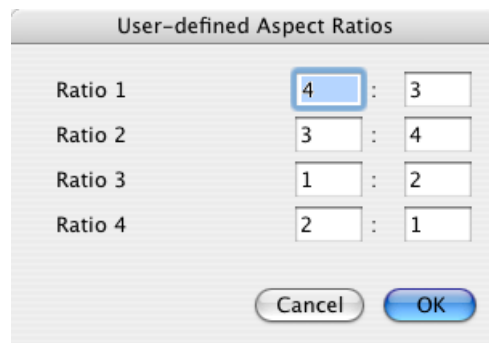 User-defined Aspect Ratios
Ratio 1 4 : 3
Ratio 2 3 : 4
Ratio 3 1 : 2
Ratio 4 2 : 1
Cancel OK